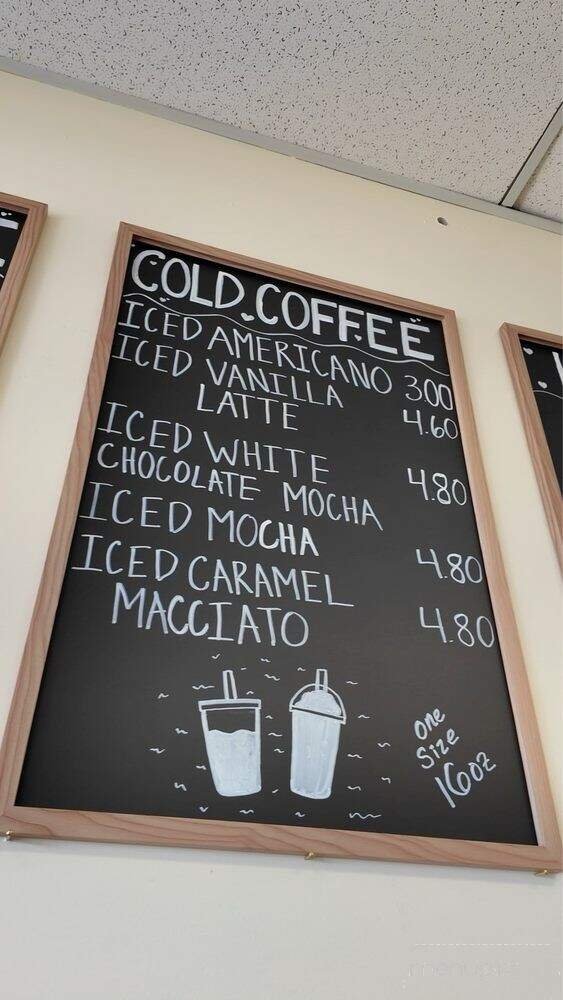 COLD COFFEE
ICED AMERICANO 3.00
ICED VANILLA
LATTE 4.60
ICED WHITE
CHOCOLATE MOCHA 4.80
ICED MOCHA 4.80
ICED CARAMEL
MACCIATO 4.80
one
Size
16oz